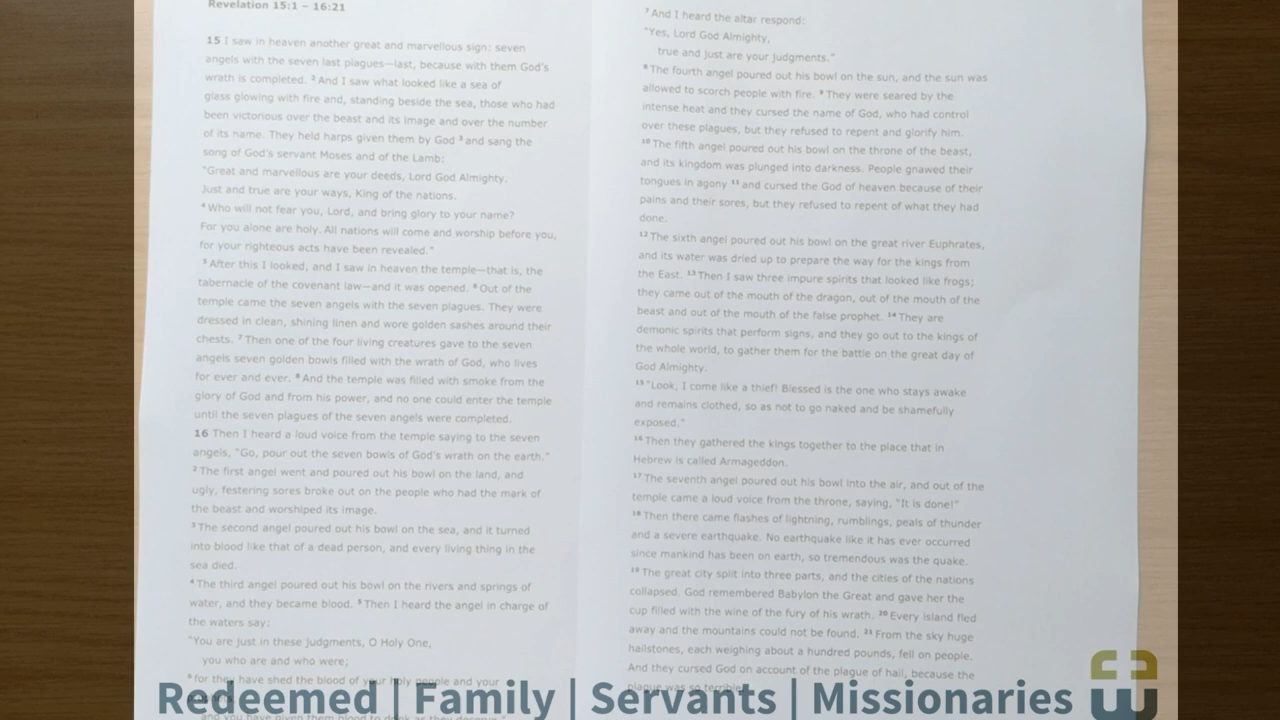 Revelation 15:1 – 16:21
15 I saw in heaven another great and marvellous sign: seven
angels with the seven last plagues—last, because with them God's
wrath is completed. 2 And I saw what looked like a sea of
glass glowing with fire and, standing beside the sea, those who had
been victorious over the beast and its image and over the number
of its name. They held harps given them by God 3 and sang the
song of God's servant Moses and of the Lamb:
"Great and marvellous are your deeds, Lord God Almighty.
Just and true are your ways, King of the nations.
4 Who will not fear you, Lord, and bring glory to your name?
For you alone are holy. All nations will come and worship before you,
for your righteous acts have been revealed."
5 After this I looked, and I saw in heaven the temple—that is, the
tabernacle of the covenant law—and it was opened. 6 Out of the
temple came the seven angels with the seven plagues. They were
dressed in clean, shining linen and wore golden sashes around their
chests. 7 Then one of the four living creatures gave to the seven
angels seven golden bowls filled with the wrath of God, who lives
for ever and ever. 8 And the temple was filled with smoke from the
glory of God and from his power, and no one could enter the temple
until the seven plagues of the seven angels were completed.
16 Then I heard a loud voice from the temple saying to the seven
angels, "Go, pour out the seven bowls of God's wrath on the earth."
2 The first angel went and poured out his bowl on the land, and
ugly, festering sores broke out on the people who had the mark of
the beast and worshiped its image.
3 The second angel poured out his bowl on the sea, and it turned
into blood like that of a dead person, and every living thing in the
sea died.
4 The third angel poured out his bowl on the rivers and springs of
water, and they became blood. 5 Then I heard the angel in charge of
the waters say:
"You are just in these judgments, O Holy One,
you who are and who were;
6 for they have shed the blood of your holy people and your
and you have given them blood to drink as they deserve."
7 And I heard the altar respond:
"Yes, Lord God Almighty,
true and just are your judgments."
8 The fourth angel poured out his bowl on the sun, and the sun was
allowed to scorch people with fire. 9 They were seared by the
intense heat and they cursed the name of God, who had control
over these plagues, but they refused to repent and glorify him.
10 The fifth angel poured out his bowl on the throne of the beast,
and its kingdom was plunged into darkness. People gnawed their
tongues in agony 11 and cursed the God of heaven because of their
pains and their sores, but they refused to repent of what they had
done.
12 The sixth angel poured out his bowl on the great river Euphrates,
and its water was dried up to prepare the way for the kings from
the East. 13 Then I saw three impure spirits that looked like frogs;
they came out of the mouth of the dragon, out of the mouth of the
beast and out of the mouth of the false prophet. 14 They are
demonic spirits that perform signs, and they go out to the kings of
the whole world, to gather them for the battle on the great day of
God Almighty.
15 "Look, I come like a thief! Blessed is the one who stays awake
and remains clothed, so as not to go naked and be shamefully
exposed."
16 Then they gathered the kings together to the place that in
Hebrew is called Armageddon.
17 The seventh angel poured out his bowl into the air, and out of the
temple came a loud voice from the throne, saying, "It is done!"
18 Then there came flashes of lightning, rumblings, peals of thunder
and a severe earthquake. No earthquake like it has ever occurred
since mankind has been on earth, so tremendous was the quake.
19 The great city split into three parts, and the cities of the nations
collapsed. God remembered Babylon the Great and gave her the
cup filled with the wine of the fury of his wrath. 20 Every island fled
away and the mountains could not be found. 21 From the sky huge
hailstones, each weighing about a hundred pounds, fell on people.
And they cursed God on account of the plague of hail, because the
plague was so terrible.
Redeemed | Family | Servants | Missionaries